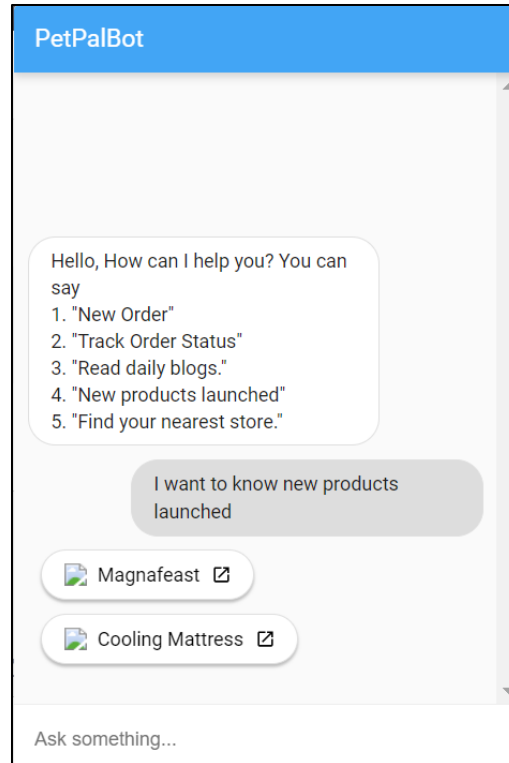 PetPalBot
Hello, How can I help you? You can
say
1. "New Order"
2. "Track Order Status"
3. "Read daily blogs."
4. "New products launched"
5. "Find your nearest store."
I want to know new products
launched
Magnafeast
Cooling Mattress
Ask something...